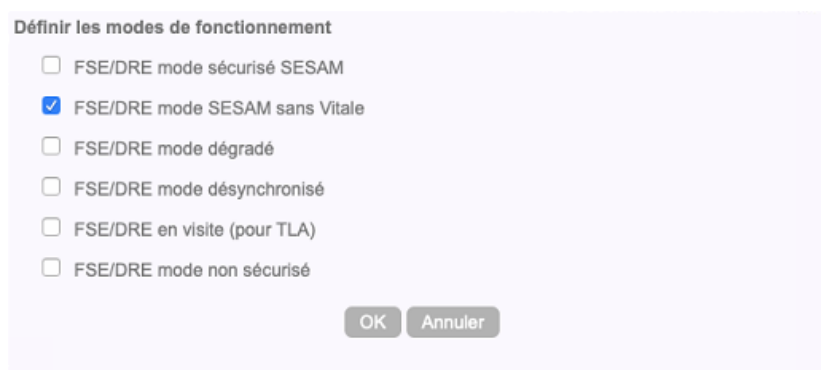 Définir les modes de fonctionnement
FSE/DRE mode sécurisé SESAM
FSE/DRE mode SESAM sans Vitale
FSE/DRE mode dégradé
FSE/DRE mode désynchronisé
FSE/DRE en visite (pour TLA)
FSE/DRE mode non sécurisé
OK Annuler